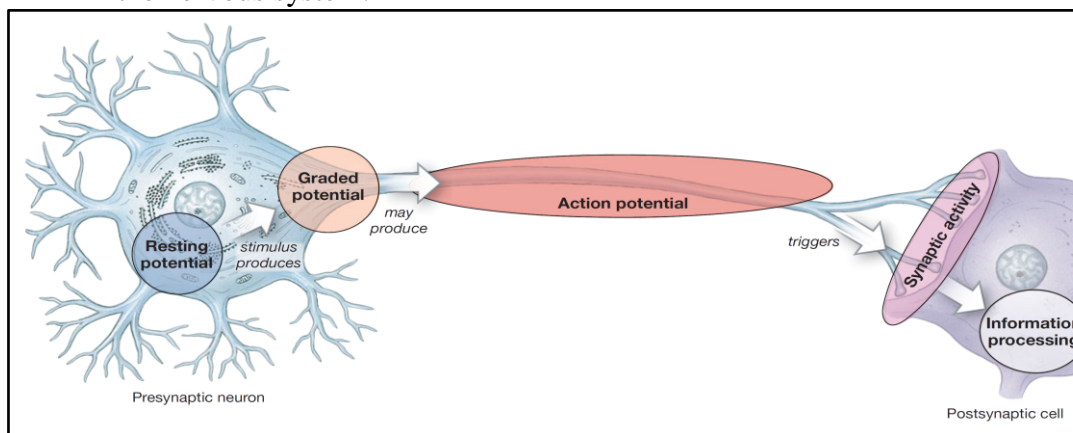 Graded
potential
Resting
potential
stimulus
produces
may
produce
Action potential
triggers
Synaptic activity
Information
processing
Presynaptic neuron
Postsynaptic cell